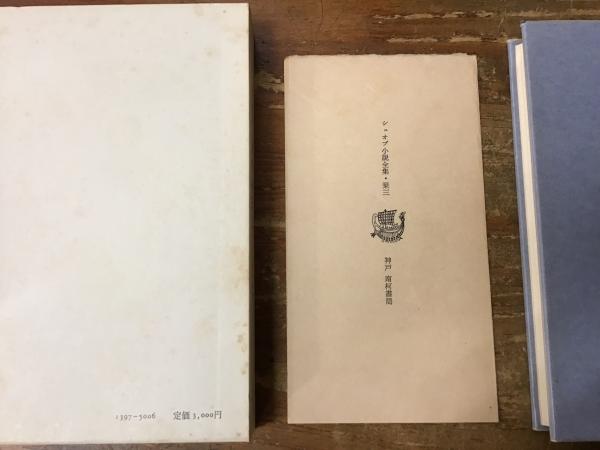 シュオブ小説全集・栞三
神戸 南柯書局
1397-5006 定価3,000円